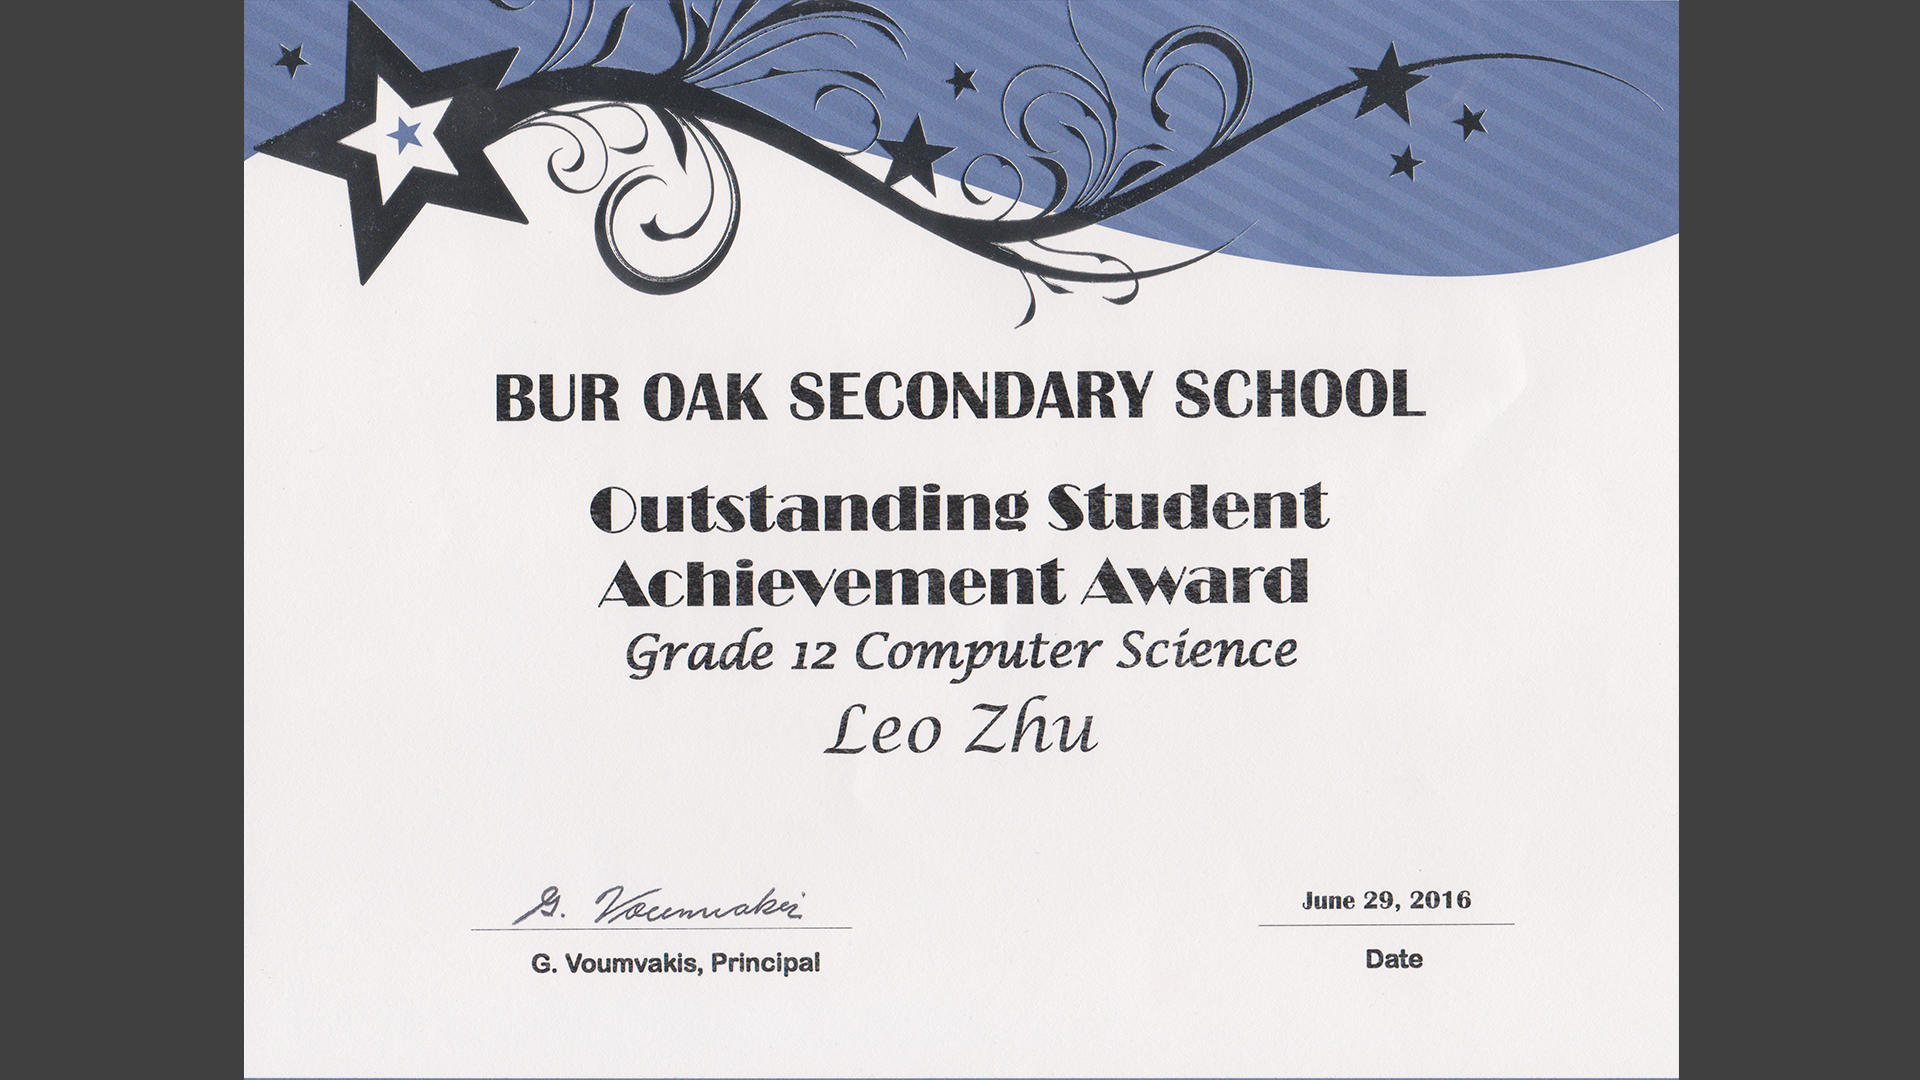 BUR OAK SECONDARY SCHOOL
Outstanding Student
Achievement Award
Grade 12 Computer Science
Leo Zhu
G. Voumvakis
G. Voumvakis, Principal
June 29, 2016
Date